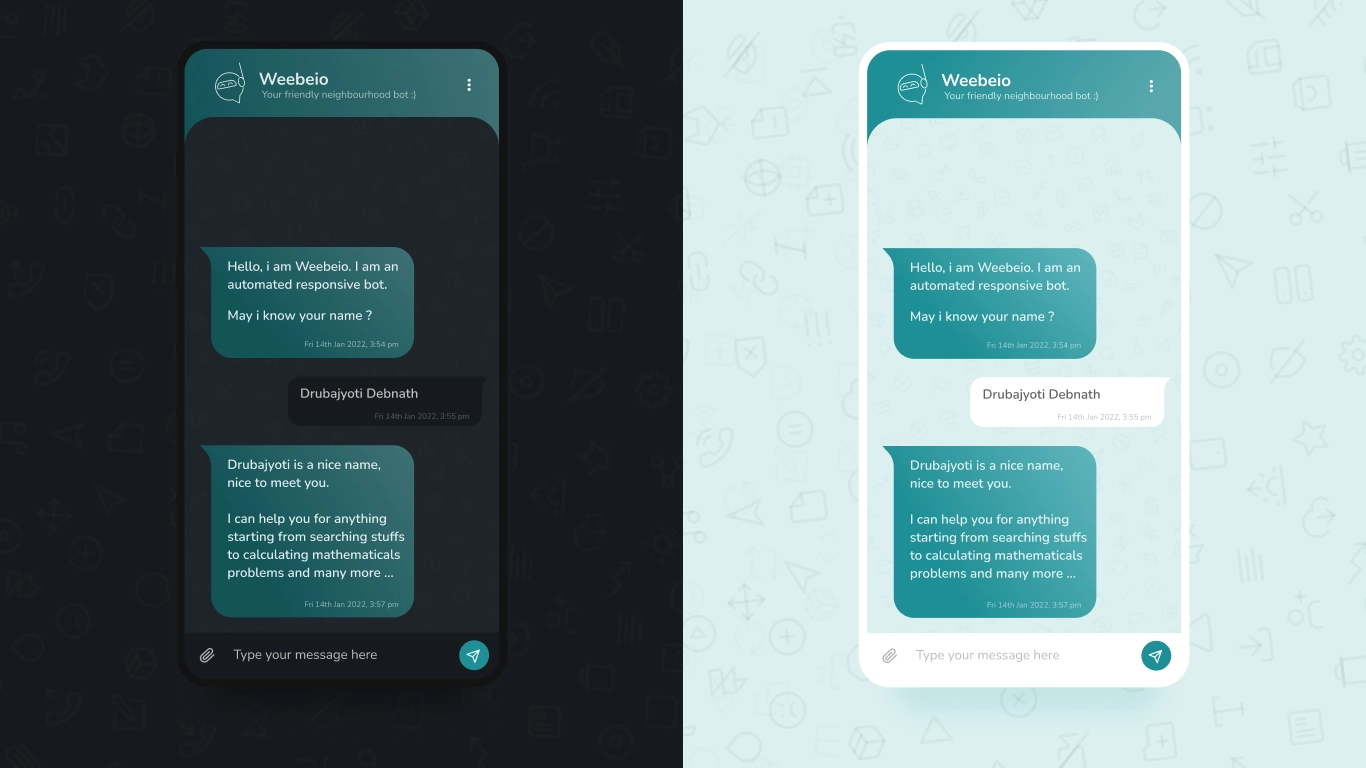 Weebeio
Your friendly neighbourhood bot :)
Hello, i am Weebeio. I am an
automated responsive bot.
May i know your name ?
Fri 14th Jan 2022, 3:54 pm
Drubajyoti Debnath
Fri 14th Jan 2022, 3:55 pm
Drubajyoti is a nice name,
nice to meet you.
I can help you for anything
starting from searching stuffs
to calculating mathematicals
problems and many more ...
Fri 14th Jan 2022, 3:57 pm
Type your message here
Weebeio
Your friendly neighbourhood bot :)
Hello, i am Weebeio. I am an
automated responsive bot.
May i know your name ?
Fri 14th Jan 2022, 3:54 pm
Drubajyoti Debnath
Fri 14th Jan 2022, 3:55 pm
Drubajyoti is a nice name,
nice to meet you.
I can help you for anything
starting from searching stuffs
to calculating mathematicals
problems and many more ...
Fri 14th Jan 2022, 3:57 pm
Type your message here